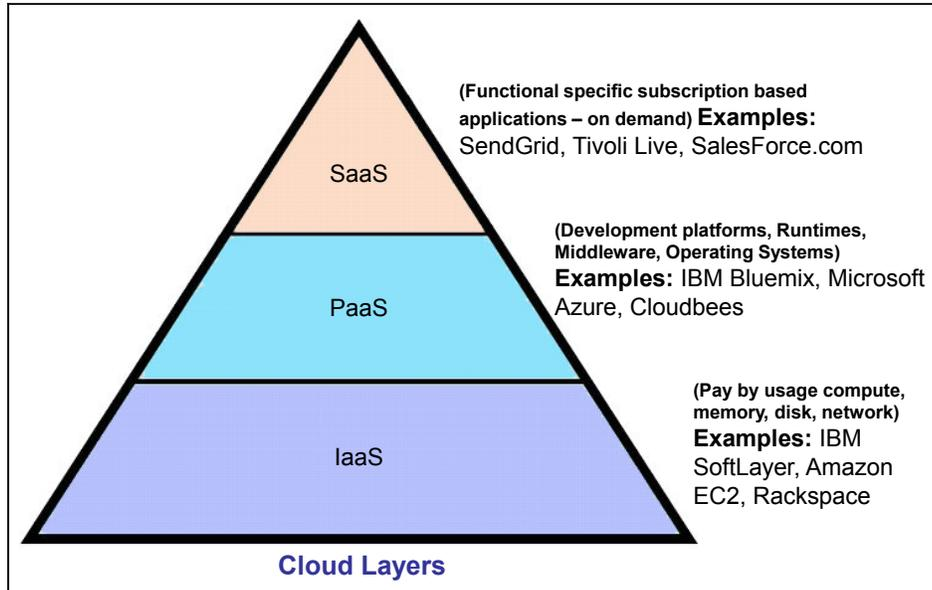 (Functional specific subscription based
applications – on demand) Examples:
SendGrid, Tivoli Live, SalesForce.com
SaaS
(Development platforms, Runtimes,
Middleware, Operating Systems)
Examples: IBM Bluemix, Microsoft
Azure, Cloudbees
PaaS
(Pay by usage compute,
memory, disk, network)
Examples: IBM
SoftLayer, Amazon
EC2, Rackspace
IaaS
Cloud Layers